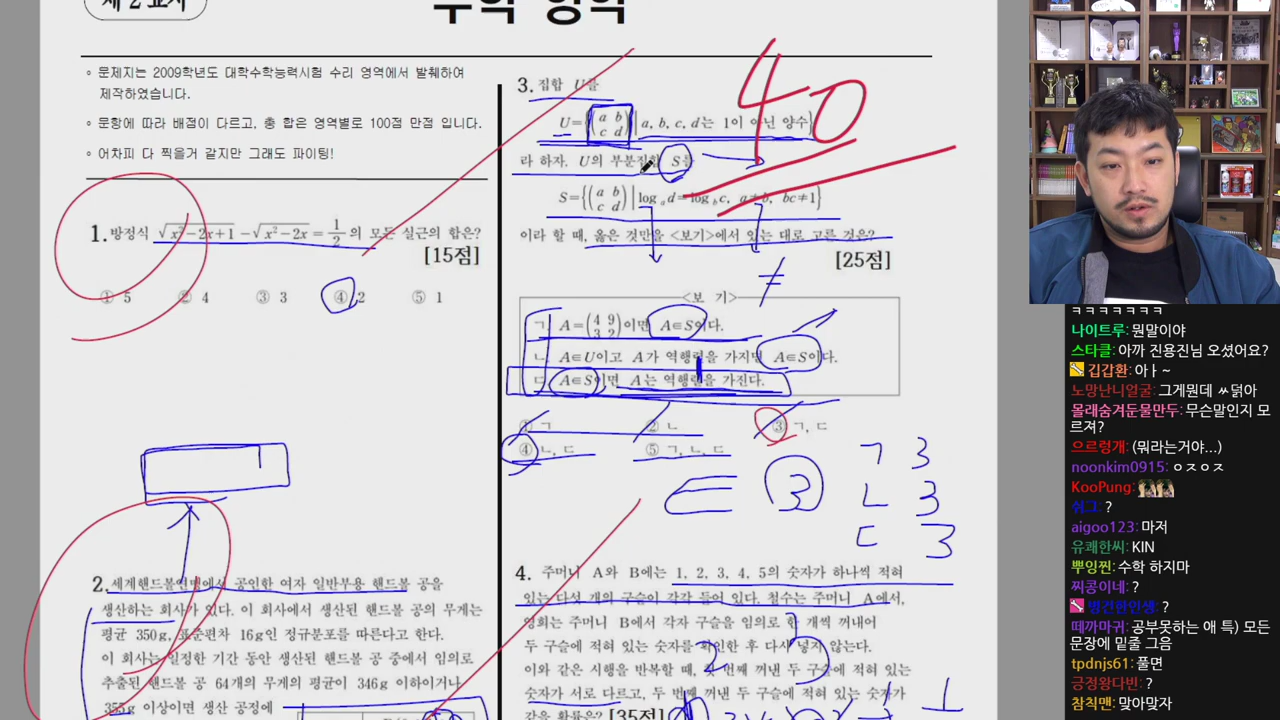 제 2 교시
수학 영역
◦ 문제지는 2009학년도 대학수학능력시험 수리 영역에서 발췌하여
제작하였습니다.
◦ 문항에 따라 배점이 다르고, 총 합은 영역별로 100점 만점 입니다.
◦ 어차피 다 찍을거 같지만 그래도 파이팅!
1. 방정식 √(x²−2x+1) − √(x²−2x) = 1/2 의 모든 실근의 합은?
[15점]
① 5 ② 4 ③ 3 ④ 2 ⑤ 1
2. 세계핸드볼연맹에서 공인한 여자 일반부용 핸드볼 공을
생산하는 회사가 있다. 이 회사에서 생산된 핸드볼 공의 무게는
평균 350g, 표준편차 16g인 정규분포를 따른다고 한다.
이 회사는 일정한 기간 동안 생산된 핸드볼 공 중에서 임의로
추출된 핸드볼 공 64개의 무게의 평균이 이하이거나
355g 이상이면 생산 공정에
3. 집합 U를
U={(a b c d) | a, b, c, d는 1이 아닌 양수}
라 하자. U의 부분집합 S를
S={(a b c d) | log_a d = log_b c, a≠b, bc≠1}
이라 할 때, 옳은 것만을 <보기>에서 있는 대로 고른 것은?
[25점]
40
≠
<보 기>
ㄱ. A=(4 9 3 2)이면 A∈S이다.
ㄴ. A∈U이고 A가 역행렬을 가지면 A∈S이다.
ㄷ. A∈S이면 A는 역행렬을 가진다.
① ㄱ ② ㄴ ③ ㄱ, ㄷ
④ ㄴ, ㄷ ⑤ ㄱ, ㄴ, ㄷ
∈ 3
ㄱ 3
ㄴ 3
ㄷ 3
4. 주머니 A와 B에는 1, 2, 3, 4, 5의 숫자가 하나씩 적혀
있는 다섯 개의 구슬이 각각 들어 있다. 철수는 주머니 A에서,
영희는 주머니 B에서 각자 구슬을 임의로 한 개씩 꺼내어
두 구슬에 적혀 있는 숫자를 확인한 후 다시 넣지 않는다.
이와 같은 시행을 반복할 때, 첫 번째 꺼낸 두 구슬에 적혀 있는
숫자가 서로 다르고, 두 번째 꺼낸 두 구슬에 적혀 있는 숫자가
같을 확률은? [35점]
ㅋㅋㅋㅋㅋㅋㅋ
나이트루: 뭔말이야
스타클: 아까 진용진님 오셨어요?
김갑환: 아ㅏ~
노망난니얼굴: 그게뭔데 ㅆ덝아
몰래숨겨둔물만두: 무슨말인지 모
르져?
으르렁개: (뭐라는거야...)
noonkim0915: ㅇㅈㅇㅈ
KooPung:
쉬그: ?
aigoo123: 마저
유쾌한씨: KIN
뿌잉찐: 수학 하지마
찌콩이네: ?
명건한인생: ?
떼까마귀: 공부못하는 애 특) 모든
문장에 밑줄 그음
tpdnjs61: 풀면
긍정왕다빈: ?
참칙맨: 맞아맞자